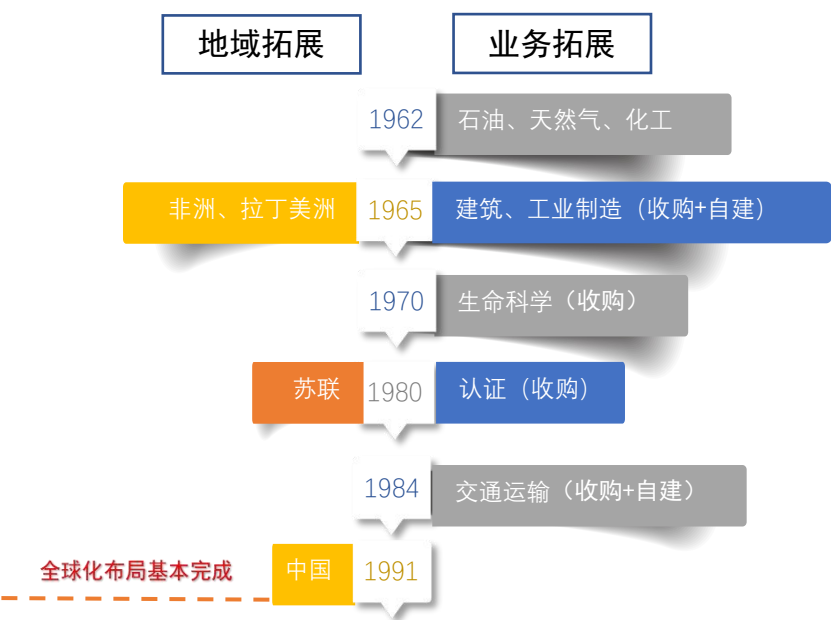 地域拓展 业务拓展
1962 石油、天然气、化工
非洲、拉丁美洲 1965 建筑、工业制造（收购+自建）
1970 生命科学（收购）
苏联 1980 认证（收购）
1984 交通运输（收购+自建）
全球化布局基本完成 中国 1991